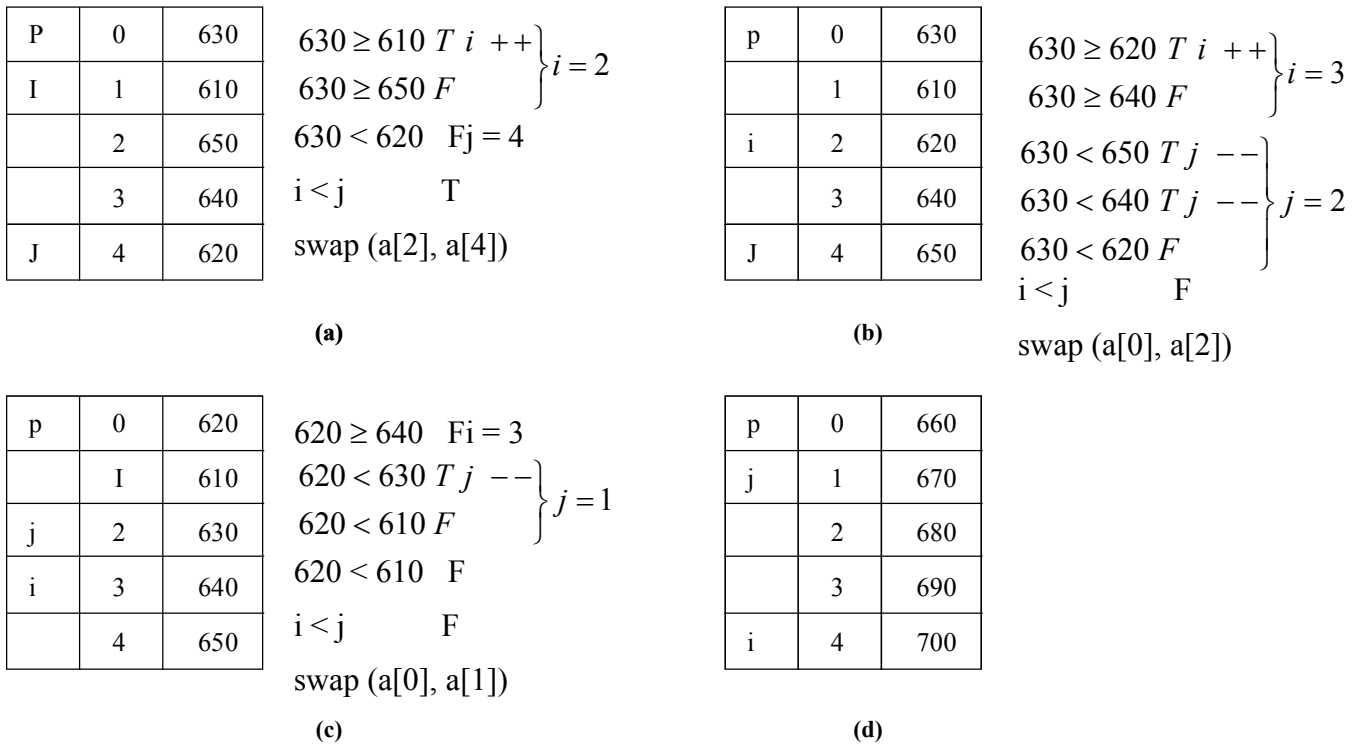 P 0 630
I 1 610
2 650
3 640
J 4 620
630 ≥ 610 T i ++
630 ≥ 650 F
i = 2
630 < 620 Fj = 4
i < j T
swap (a[2], a[4])
(a)
p 0 630
1 610
i 2 620
3 640
J 4 650
630 ≥ 620 T i ++
630 ≥ 640 F
i = 3
630 < 650 T j −−
630 < 640 T j −−
630 < 620 F
j = 2
i < j F
swap (a[0], a[2])
(b)
p 0 620
I 610
j 2 630
i 3 640
4 650
620 ≥ 640 Fi = 3
620 < 630 T j −−
620 < 610 F
j = 1
620 < 610 F
i < j F
swap (a[0], a[1])
(c)
p 0 660
j 1 670
2 680
3 690
i 4 700
(d)